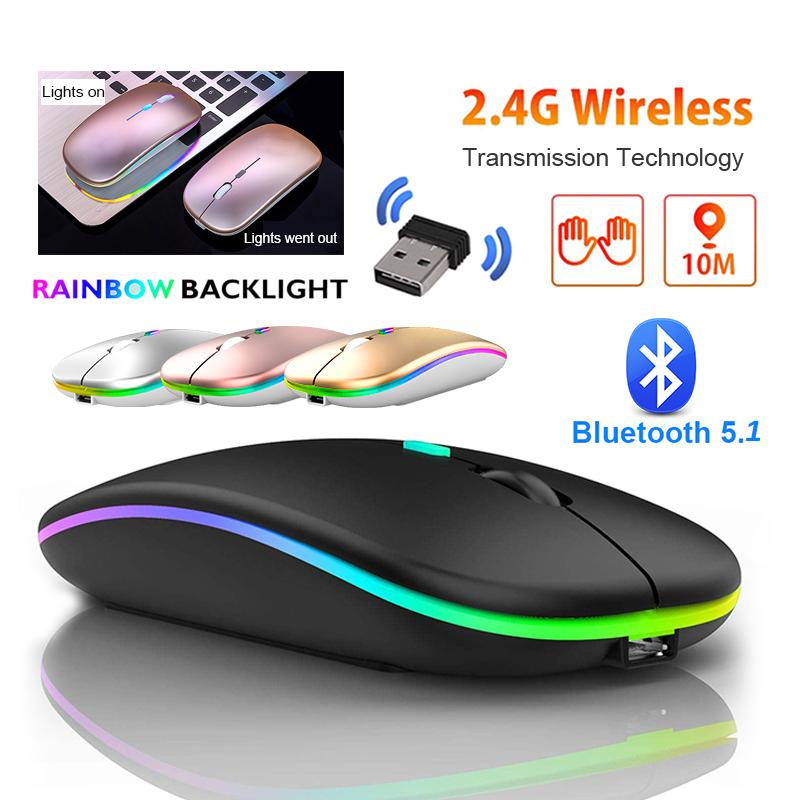 Lights on
Lights went out
RAINBOW BACKLIGHT
2.4G Wireless
Transmission Technology
10M
Bluetooth 5.1